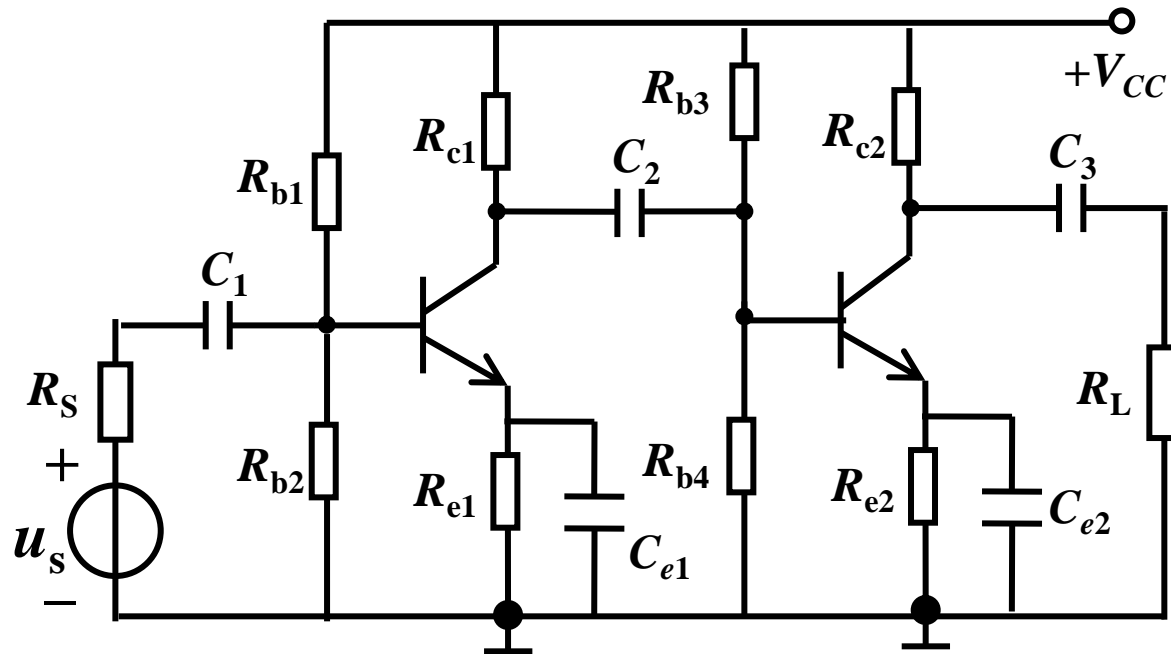 +V_CC
R_b3
R_c1
R_c2
C_2
C_3
R_b1
C_1
R_S
R_L
+
R_b2
R_e1
R_b4
R_e2
C_e2
u_s
C_e1
−